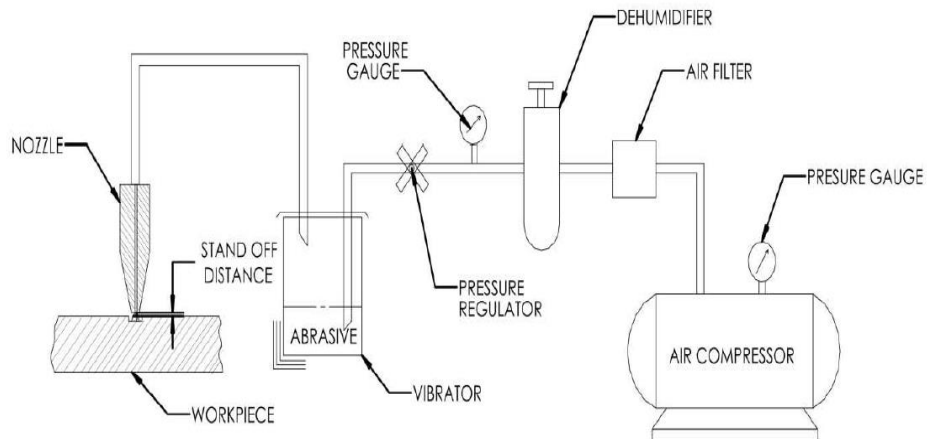 DEHUMIDIFIER
PRESSURE
GAUGE
AIR FILTER
NOZZLE
PRESURE GAUGE
STAND OFF
DISTANCE
PRESSURE
REGULATOR
ABRASIVE
AIR COMPRESSOR
VIBRATOR
WORKPIECE